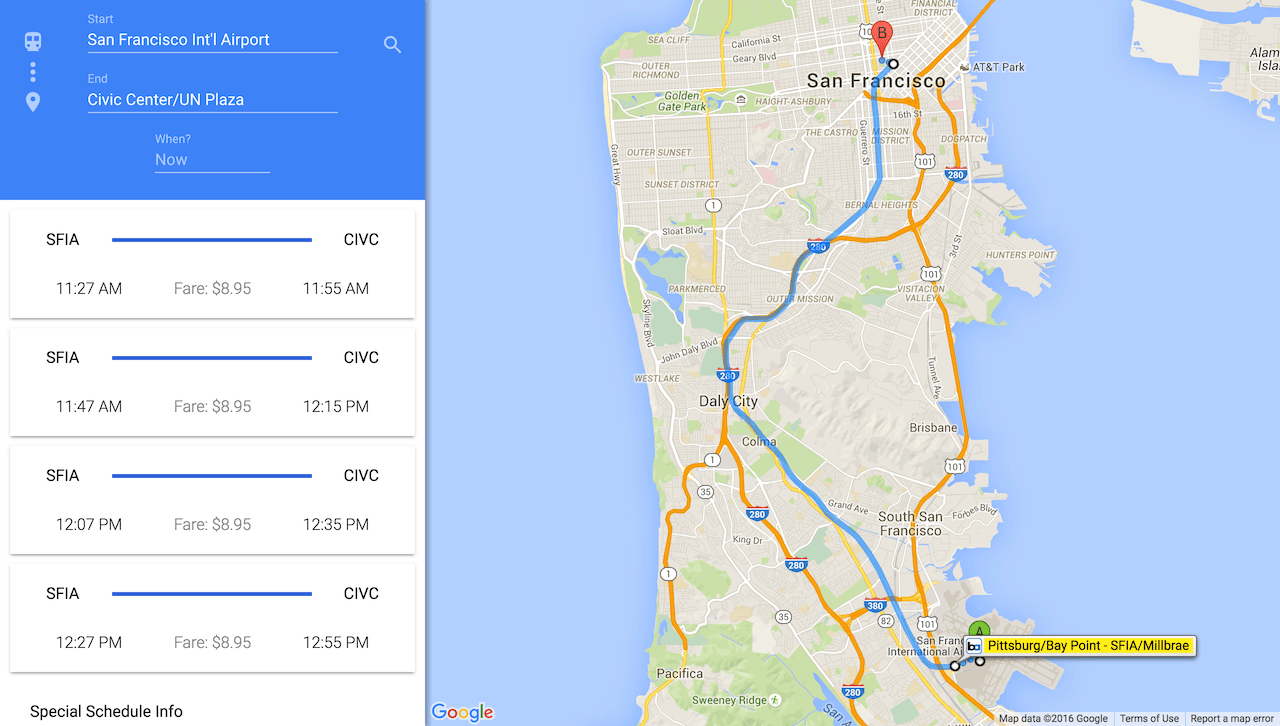 Start
San Francisco Int'l Airport
End
Civic Center/UN Plaza
When?
Now
SFIA CIVC
11:27 AM Fare: $8.95 11:55 AM
SFIA CIVC
11:47 AM Fare: $8.95 12:15 PM
SFIA CIVC
12:07 PM Fare: $8.95 12:35 PM
SFIA CIVC
12:27 PM Fare: $8.95 12:55 PM
Special Schedule Info
FINANCIAL
DISTRICT
SEA CLIFF
California St
Geary Blvd
B
OUTER
RICHMOND
AT&T Park
San Francisco
Golden
Gate Park
HAIGHT-ASHBURY
16th St
THE CASTRO
MISSION
DISTRICT
DOGPATCH
Guerrero St
Great Hwy
OUTER SUNSET
101
280
SUNSET DISTRICT
1
BERNAL HEIGHTS
Sloat Blvd
280
3rd St
HUNTERS POINT
101
PARKMERCED
VISITACION
VALLEY
OUTER MISSION
Skyline Blvd
John Daly Blvd
280
WESTLAKE
Tunnel Ave
Daly City
Brisbane
Colma
1
101
35
Grand Ave
280
South San
Francisco
Forbes Blvd
King Dr
280
1
380
35
82
101
A
San Franc
International Ai
Pittsburg/Bay Point - SFIA/Millbrae
Pacifica
280
Sweeney Ridge
Alam
Isla
Google
Map data ©2016 Google
Terms of Use
Report a map error